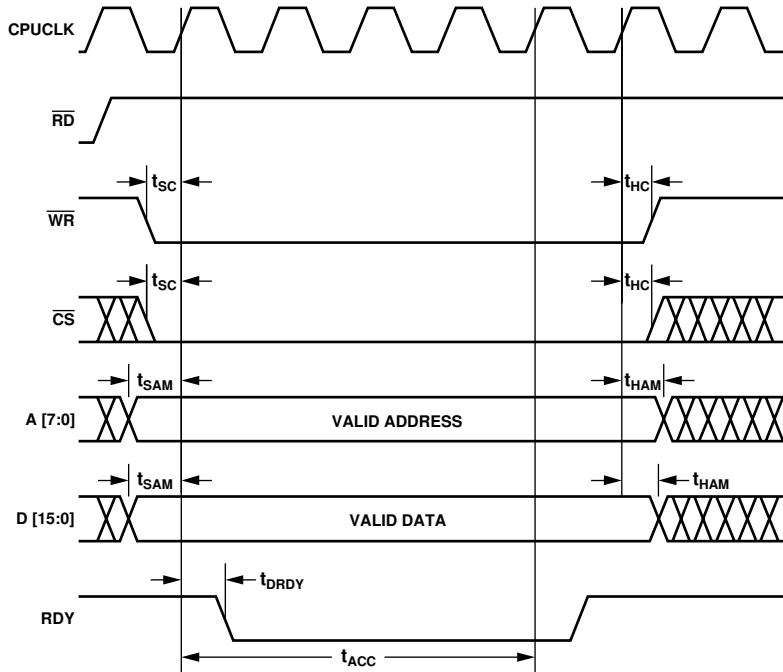 CPUCLK
RD
tSC tHC
WR
tSC tHC
CS
tSAM tHAM
A [7:0] VALID ADDRESS
tSAM tHAM
D [15:0] VALID DATA
tDRDY
RDY
tACC